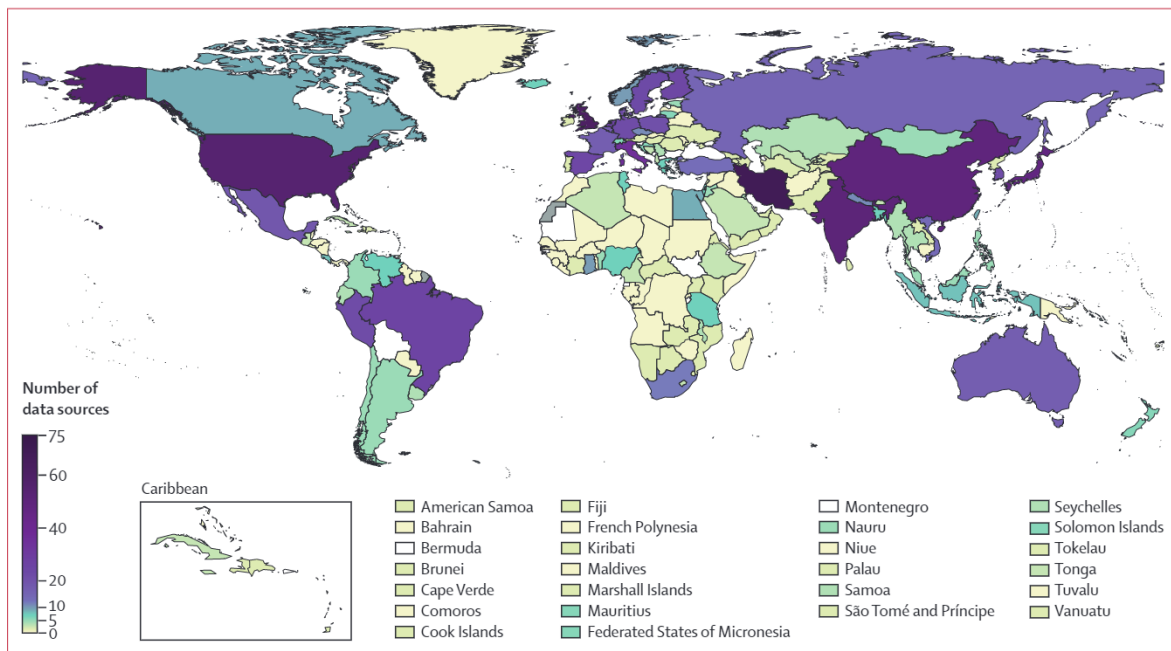 Number of
data sources
75
60
40
20
10
5
0
Caribbean
American Samoa
Bahrain
Bermuda
Brunei
Cape Verde
Comoros
Cook Islands
Fiji
French Polynesia
Kiribati
Maldives
Marshall Islands
Mauritius
Federated States of Micronesia
Montenegro
Nauru
Niue
Palau
Samoa
São Tomé and Príncipe
Seychelles
Solomon Islands
Tokelau
Tonga
Tuvalu
Vanuatu